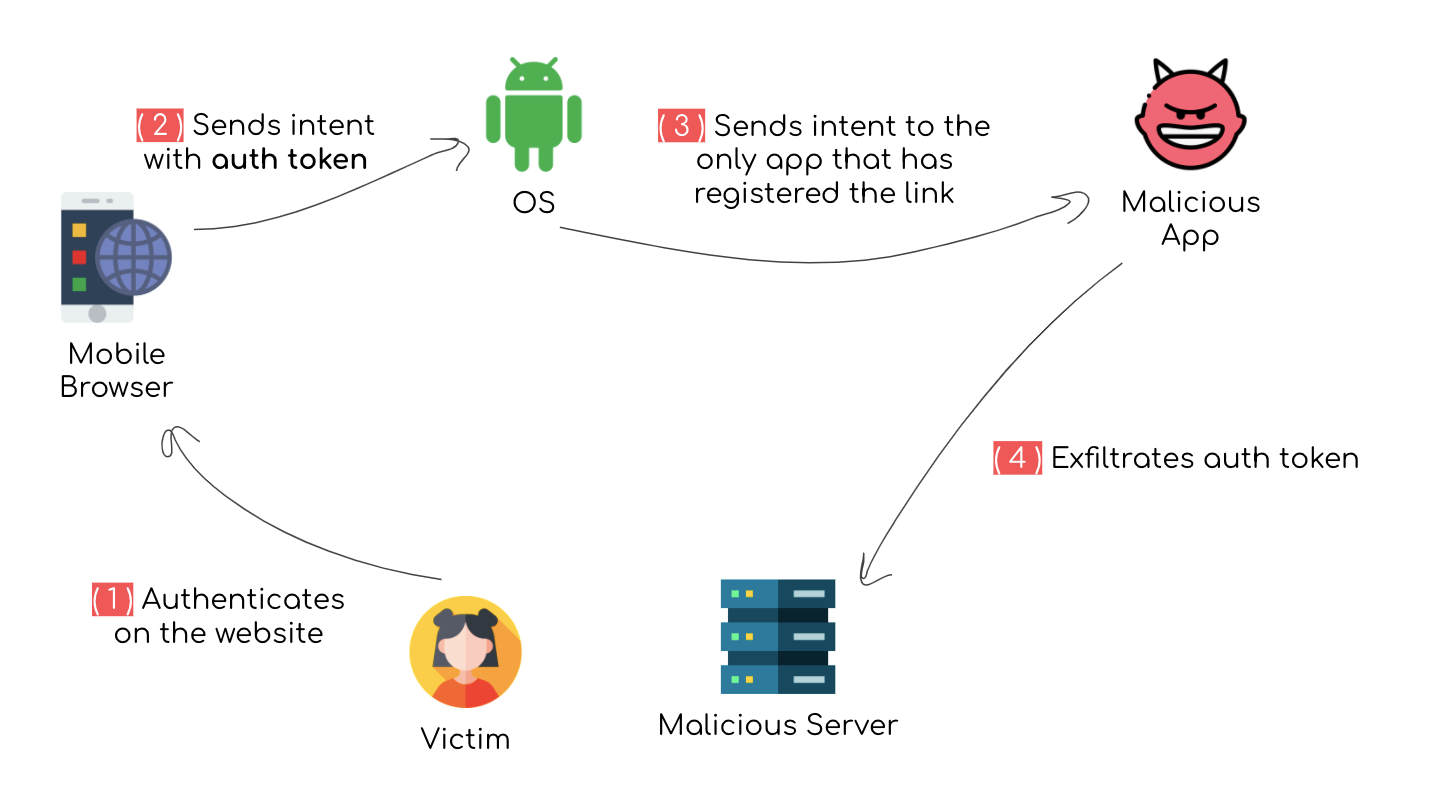 ( 2 ) Sends intent
with auth token
OS
( 3 ) Sends intent to the
only app that has
registered the link
Malicious
App
Mobile
Browser
( 4 ) Exfiltrates auth token
( 1 ) Authenticates
on the website
Victim
Malicious Server